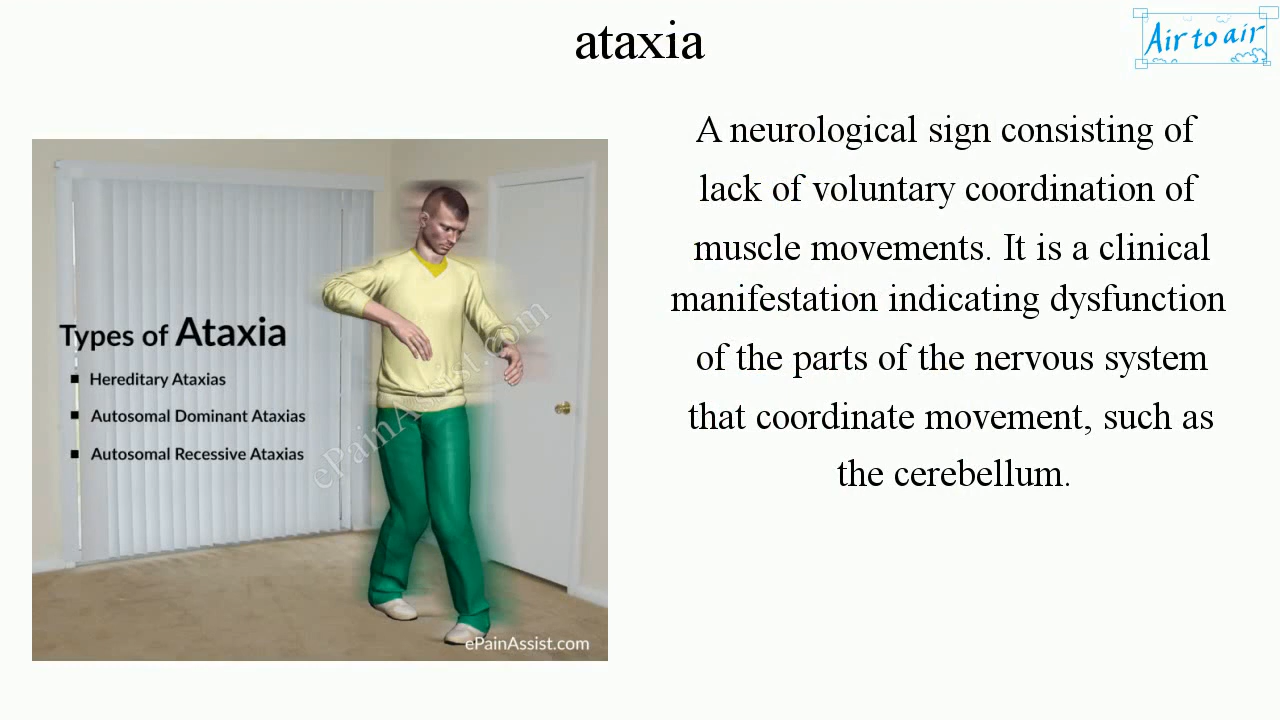 ataxia
Air to air
Types of Ataxia
Hereditary Ataxias
Autosomal Dominant Ataxias
Autosomal Recessive Ataxias
ePainAssist.com
ePainAssist.com
A neurological sign consisting of
lack of voluntary coordination of
muscle movements. It is a clinical
manifestation indicating dysfunction
of the parts of the nervous system
that coordinate movement, such as
the cerebellum.